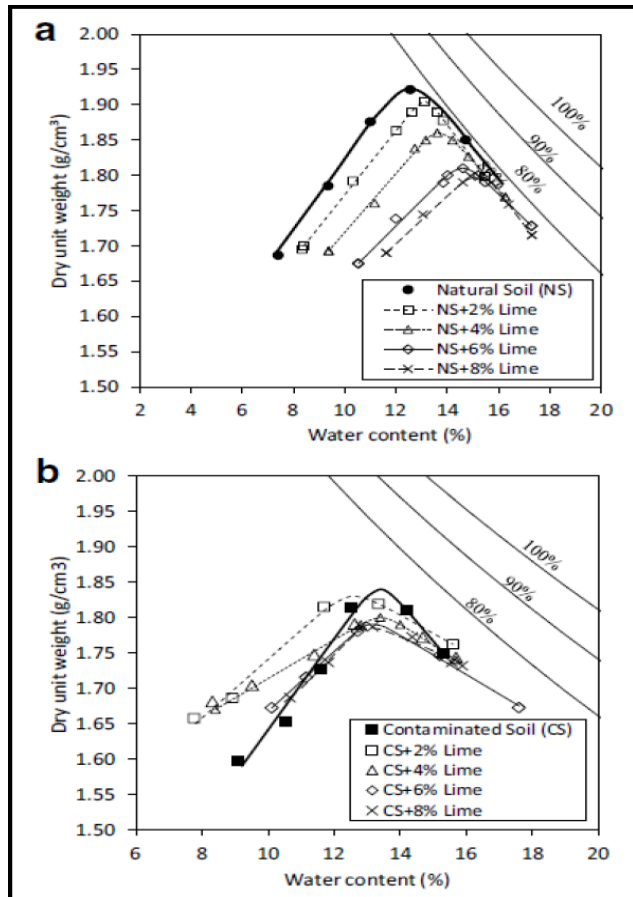 a
2.00
1.95
1.90
1.85
1.80
1.75
1.70
1.65
1.60
1.55
1.50
Dry unit weight (g/cm³)
100%
90%
80%
Natural Soil (NS)
NS+2% Lime
NS+4% Lime
NS+6% Lime
NS+8% Lime
2 4 6 8 10 12 14 16 18 20
Water content (%)
b
2.00
1.95
1.90
1.85
1.80
1.75
1.70
1.65
1.60
1.55
1.50
Dry unit weight (g/cm3)
100%
90%
80%
Contaminated Soil (CS)
CS+2% Lime
CS+4% Lime
CS+6% Lime
CS+8% Lime
6 8 10 12 14 16 18 20
Water content (%)